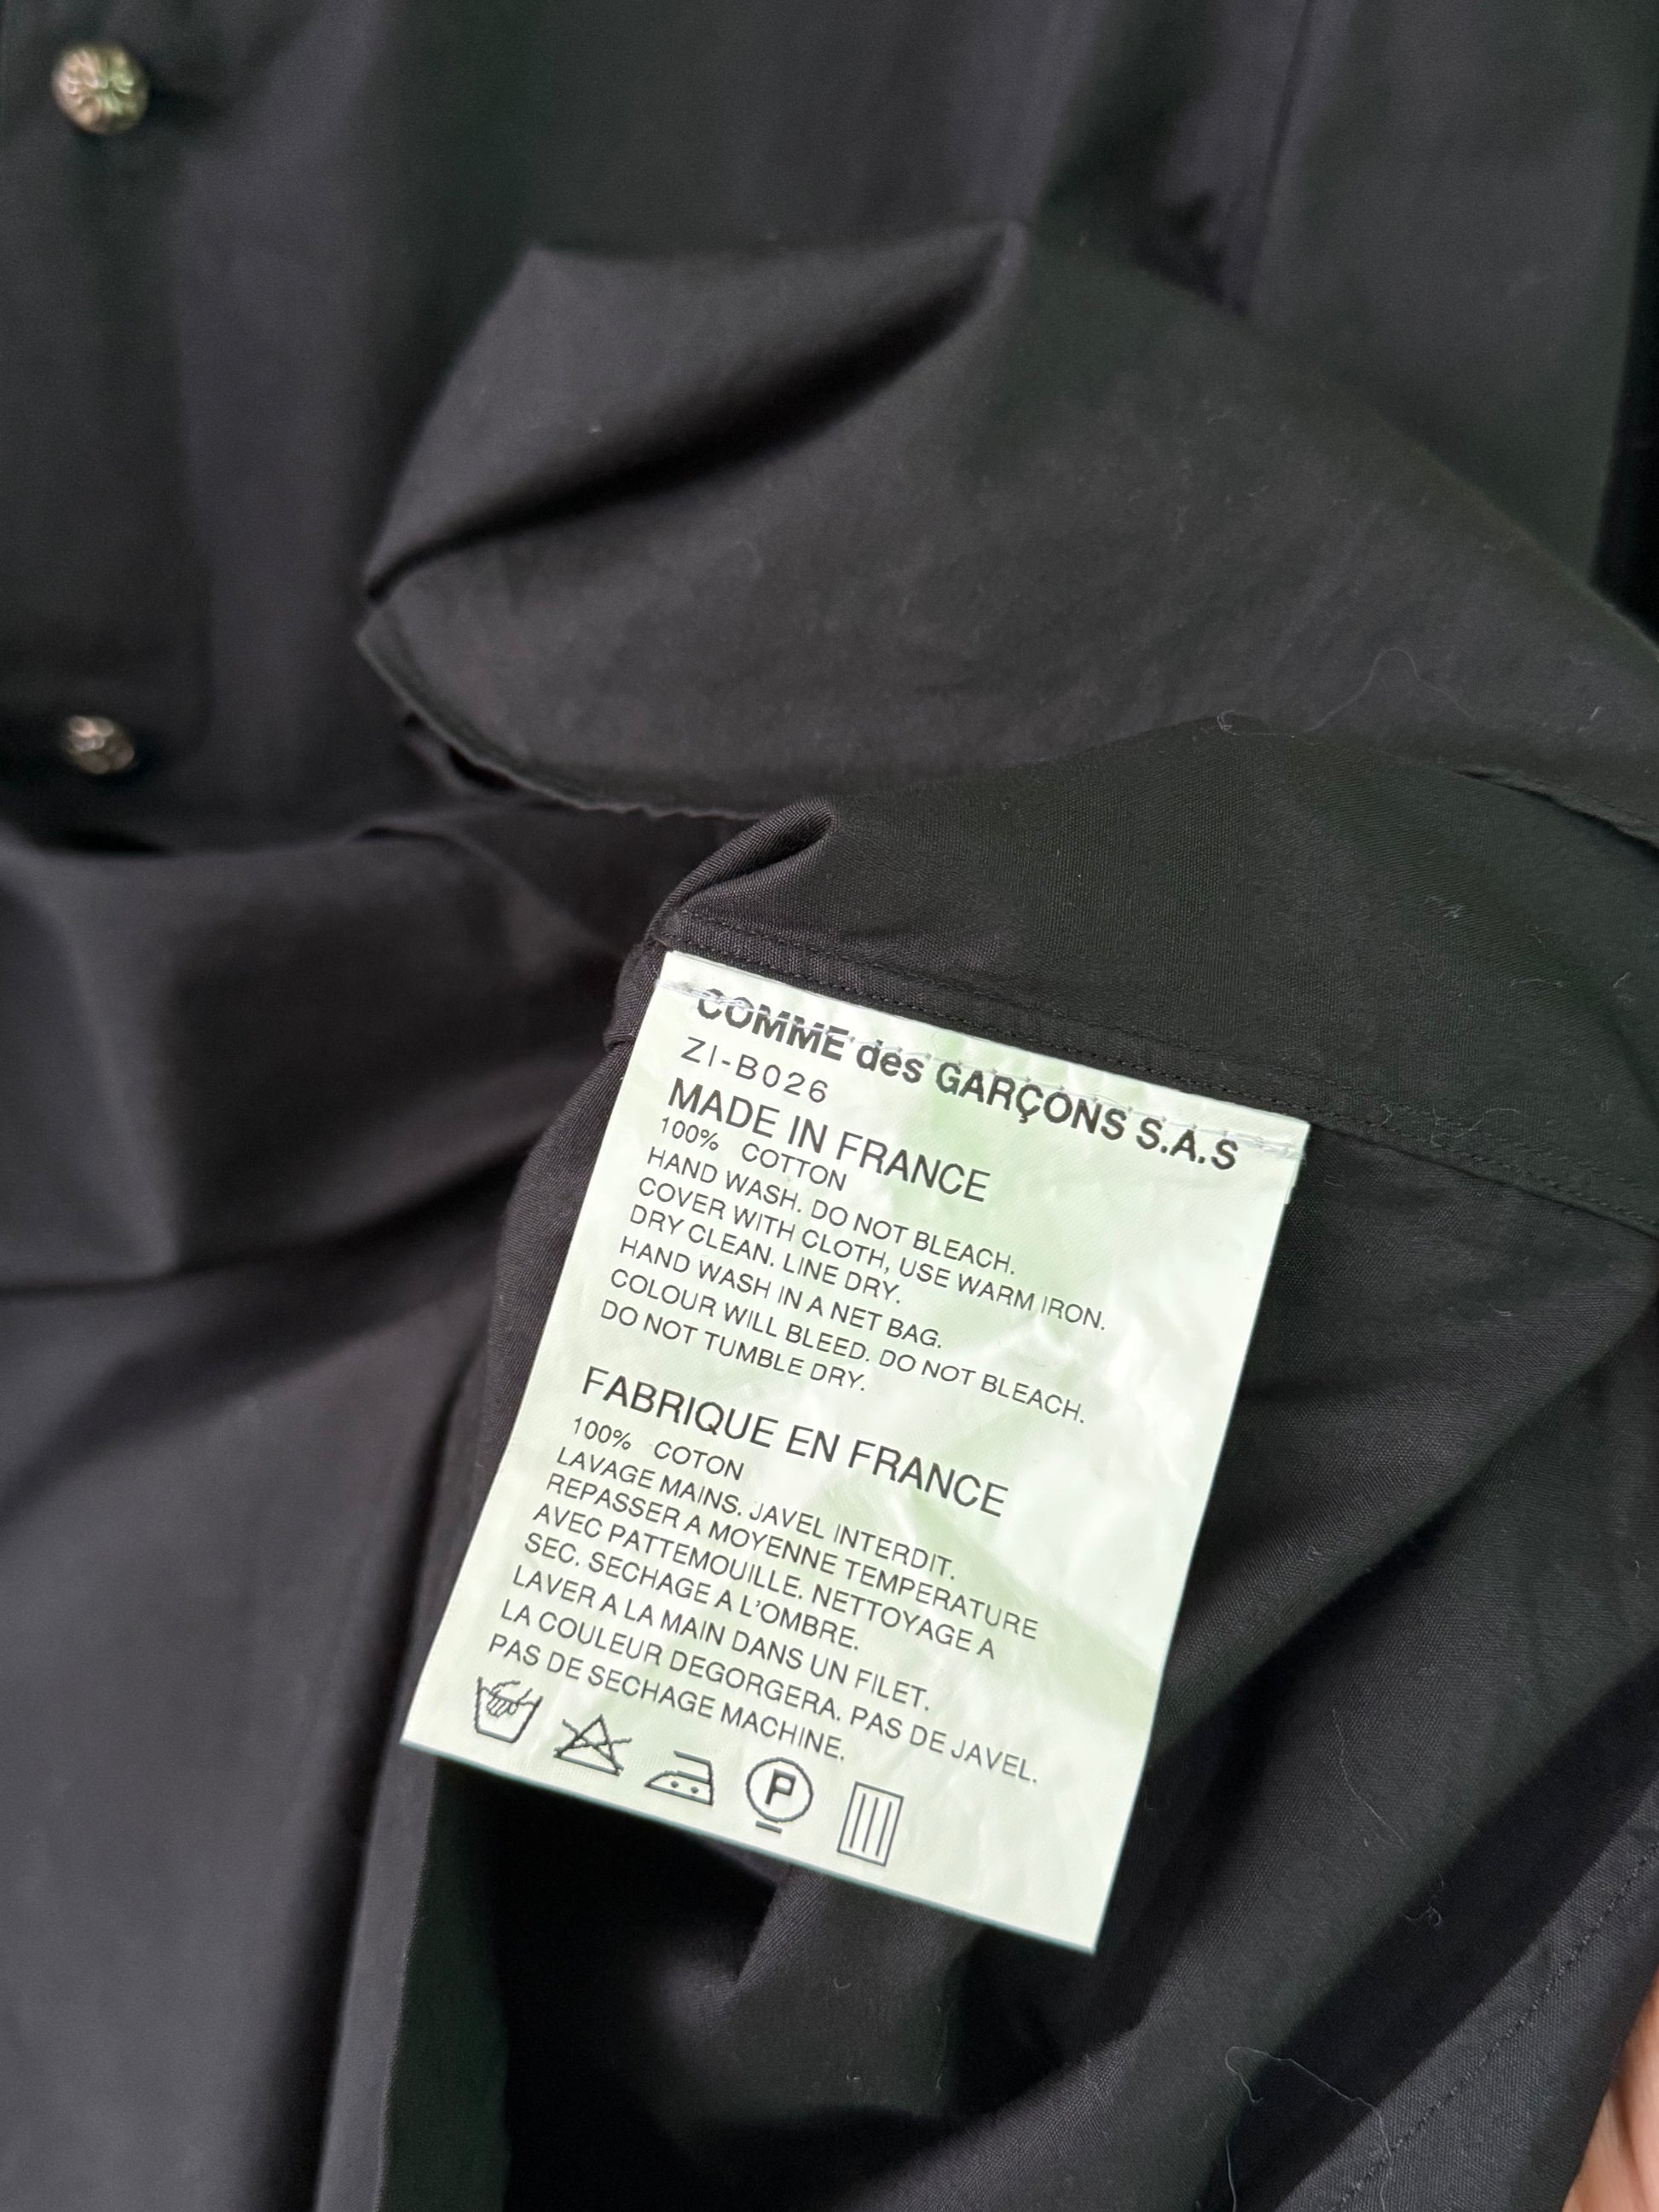 COMME des GARÇONS S.A.S
ZI-B026
MADE IN FRANCE
100% COTTON
HAND WASH. DO NOT BLEACH.
COVER WITH CLOTH, USE WARM IRON.
DRY CLEAN. LINE DRY.
HAND WASH IN A NET BAG.
COLOUR WILL BLEED. DO NOT BLEACH.
DO NOT TUMBLE DRY.
FABRIQUE EN FRANCE
100% COTON
LAVAGE MAINS. JAVEL INTERDIT.
REPASSER A MOYENNE TEMPERATURE
AVEC PATTEMOUILLE. NETTOYAGE A
SEC. SECHAGE A L'OMBRE.
LAVER A LA MAIN DANS UN FILET.
LA COULEUR DEGORGERA. PAS DE JAVEL.
PAS DE SECHAGE MACHINE.
P